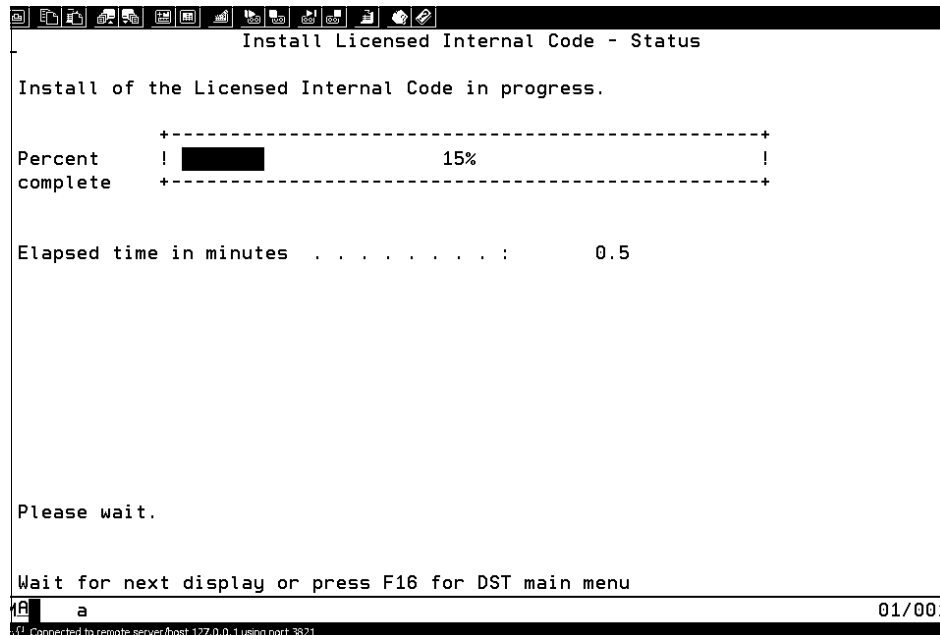 Install Licensed Internal Code - Status
Install of the Licensed Internal Code in progress.
+--------------------------------------------------+
Percent ! 15% !
complete +--------------------------------------------------+
Elapsed time in minutes . . . . . . . . : 0.5
Please wait.
Wait for next display or press F16 for DST main menu
a 01/00
Connected to remote server/host 127.0.0.1 using port 3821